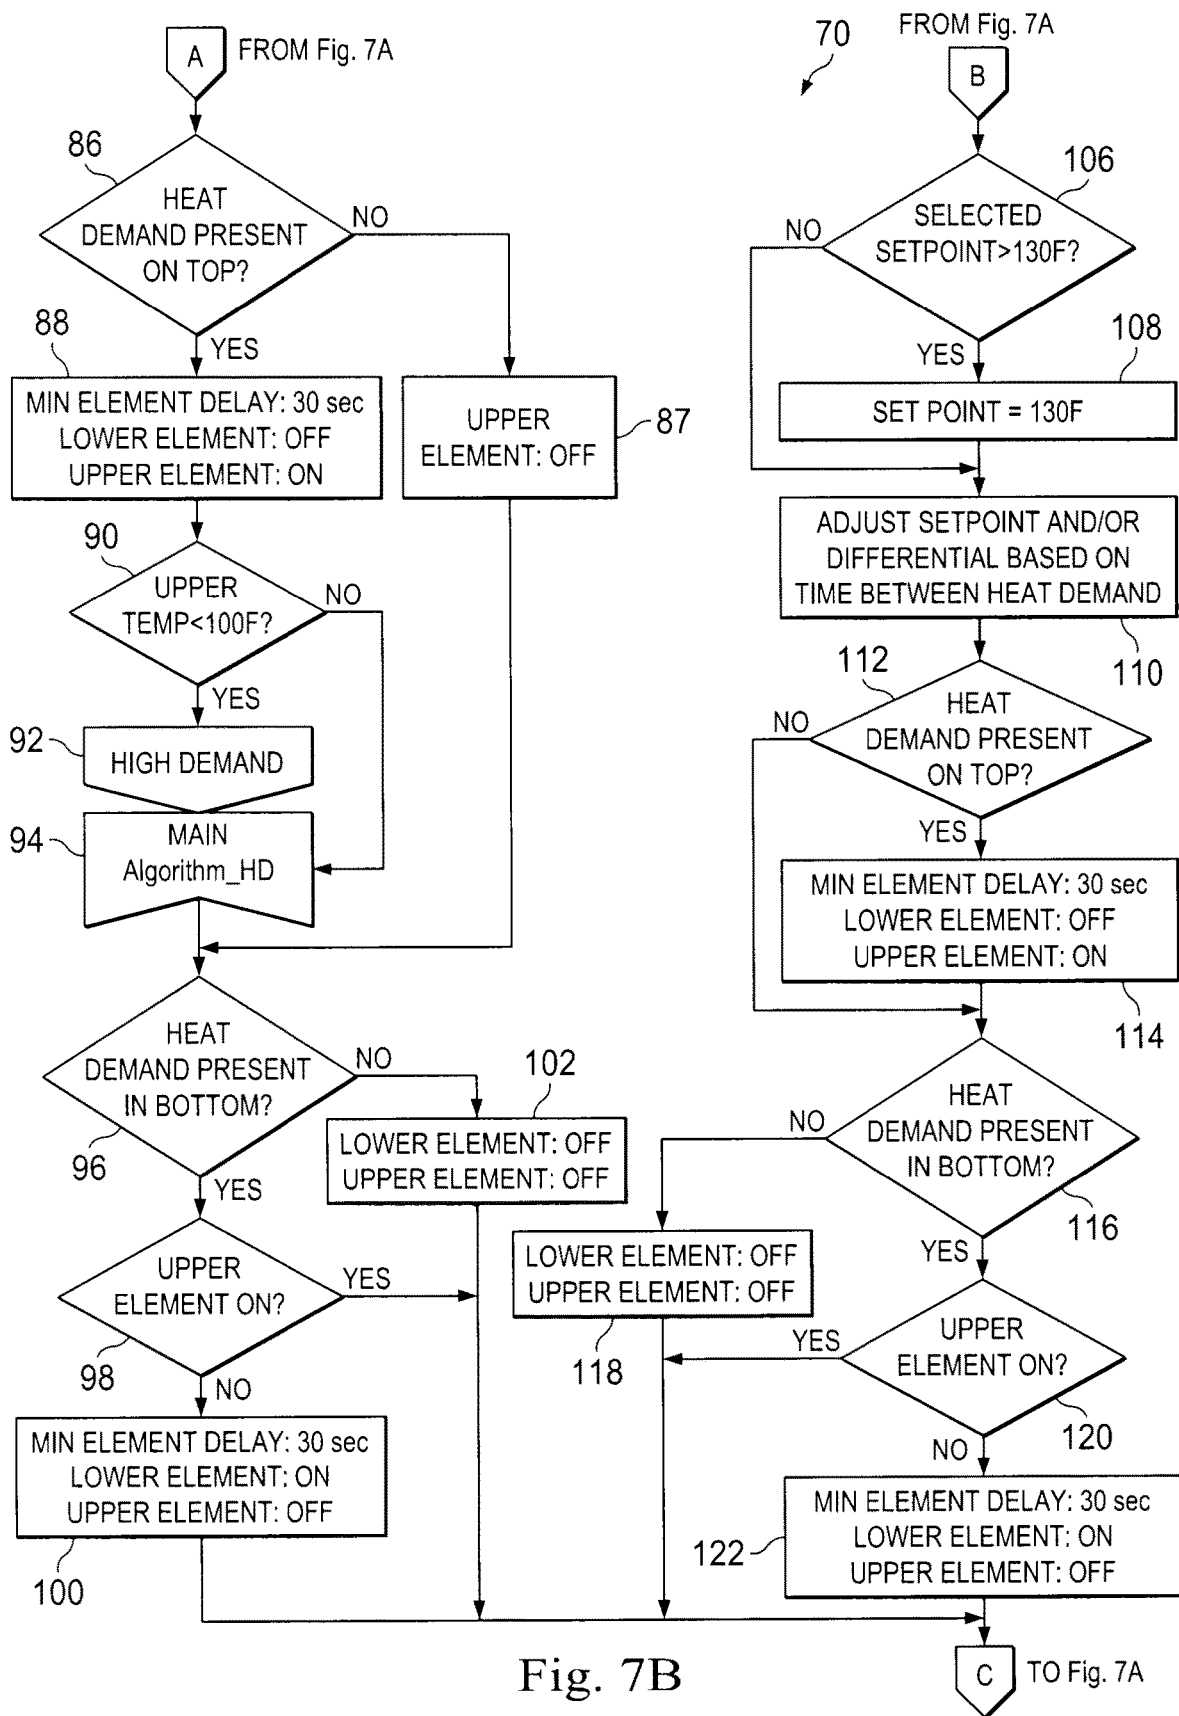 A
FROM Fig. 7A
86
HEAT
DEMAND PRESENT
ON TOP?
NO
YES
88
MIN ELEMENT DELAY: 30 sec
LOWER ELEMENT: OFF
UPPER ELEMENT: ON
UPPER
ELEMENT: OFF
87
90
UPPER
TEMP<100F?
NO
YES
92
HIGH DEMAND
94
MAIN
Algorithm_HD
HEAT
DEMAND PRESENT
IN BOTTOM?
NO
96
YES
102
LOWER ELEMENT: OFF
UPPER ELEMENT: OFF
UPPER
ELEMENT ON?
YES
98
NO
MIN ELEMENT DELAY: 30 sec
LOWER ELEMENT: ON
UPPER ELEMENT: OFF
100
FROM Fig. 7A
70
B
106
SELECTED
SETPOINT>130F?
NO
YES
108
SET POINT = 130F
ADJUST SETPOINT AND/OR
DIFFERENTIAL BASED ON
TIME BETWEEN HEAT DEMAND
110
112
HEAT
DEMAND PRESENT
ON TOP?
NO
YES
MIN ELEMENT DELAY: 30 sec
LOWER ELEMENT: OFF
UPPER ELEMENT: ON
114
HEAT
DEMAND PRESENT
IN BOTTOM?
NO
116
YES
LOWER ELEMENT: OFF
UPPER ELEMENT: OFF
118
UPPER
ELEMENT ON?
YES
120
NO
MIN ELEMENT DELAY: 30 sec
LOWER ELEMENT: ON
UPPER ELEMENT: OFF
122
C
TO Fig. 7A
Fig. 7B